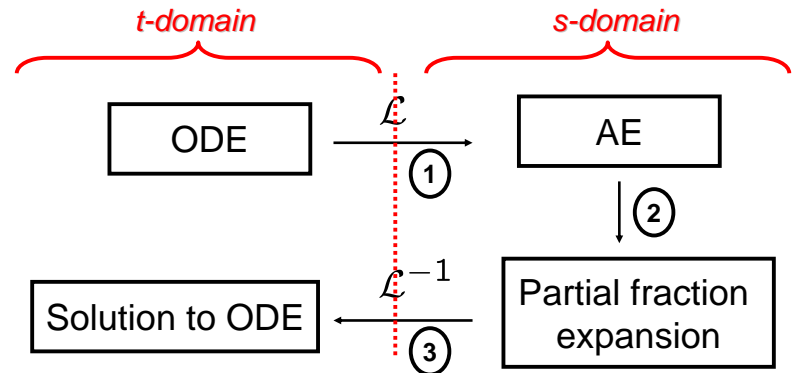 t-domain
s-domain
ℒ
ODE
AE
1
2
ℒ⁻¹
Solution to ODE
Partial fraction
expansion
3